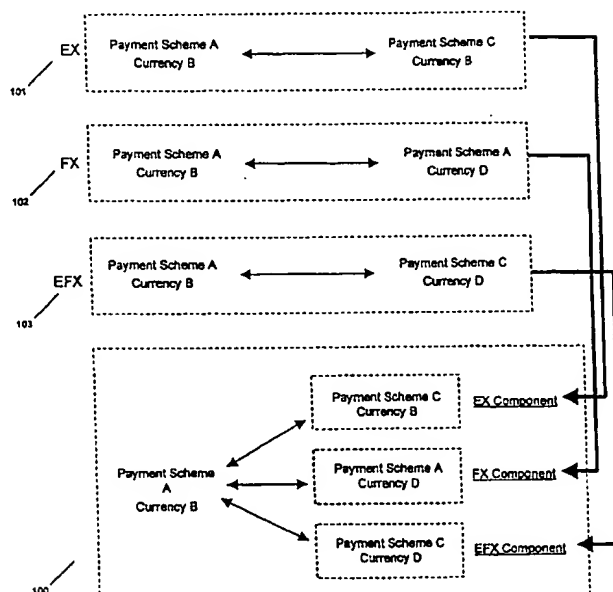 EX
Payment Scheme A
Currency B
Payment Scheme C
Currency B
101
FX
Payment Scheme A
Currency B
Payment Scheme A
Currency D
102
EFX
Payment Scheme A
Currency B
Payment Scheme C
Currency D
103
Payment Scheme C
Currency B
EX Component
Payment Scheme
A
Currency B
Payment Scheme A
Currency D
FX Component
Payment Scheme C
Currency D
EFX Component
100